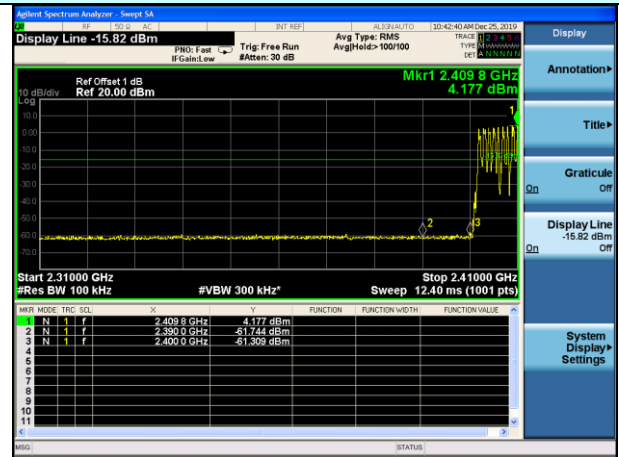 Agilent Spectrum Analyzer - Swept SA
RF 50 Ω AC INT REF ALIGNAUTO 10:42:40 AM Dec 25, 2019
Display Line -15.82 dBm
PNO: Fast
IFGain:Low
Trig: Free Run
#Atten: 30 dB
Avg Type: RMS
Avg|Hold:> 100/100
TRACE 1 2 3 4 5 6
TYPE M
DET A N N N N N
Display
Mkr1 2.409 8 GHz
4.177 dBm
Ref Offset 1 dB
10 dB/div Ref 20.00 dBm
Log
10.0
0.00
-10.0
-20.0
-30.0
-40.0
-50.0
-60.0
-70.0
1
2
3
Start 2.31000 GHz
Stop 2.41000 GHz
#Res BW 100 kHz #VBW 300 kHz* Sweep 12.40 ms (1001 pts)
MKR MODE TRC SCL X Y FUNCTION FUNCTION WIDTH FUNCTION VALUE
1 N 1 f 2.409 8 GHz 4.177 dBm
2 N 1 f 2.390 0 GHz -61.744 dBm
3 N 1 f 2.400 0 GHz -61.309 dBm
4
5
6
7
8
9
10
11
MSG STATUS
Annotation
Title
Graticule
On Off
Display Line
-15.82 dBm
On Off
System
Display
Settings